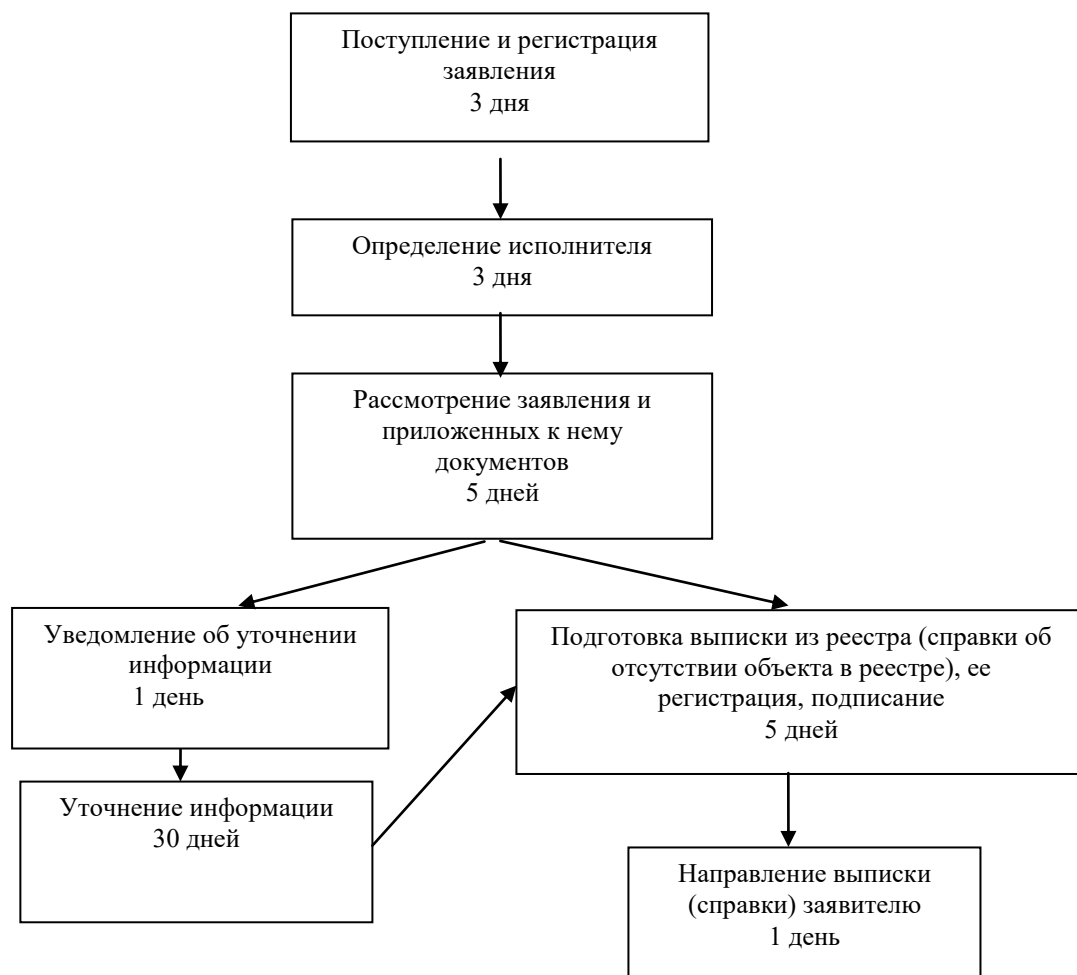 Поступление и регистрация
заявления
3 дня
Определение исполнителя
3 дня
Рассмотрение заявления и
приложенных к нему
документов
5 дней
Уведомление об уточнении
информации
1 день
Подготовка выписки из реестра (справки об
отсутствии объекта в реестре), ее
регистрация, подписание
5 дней
Уточнение информации
30 дней
Направление выписки
(справки) заявителю
1 день